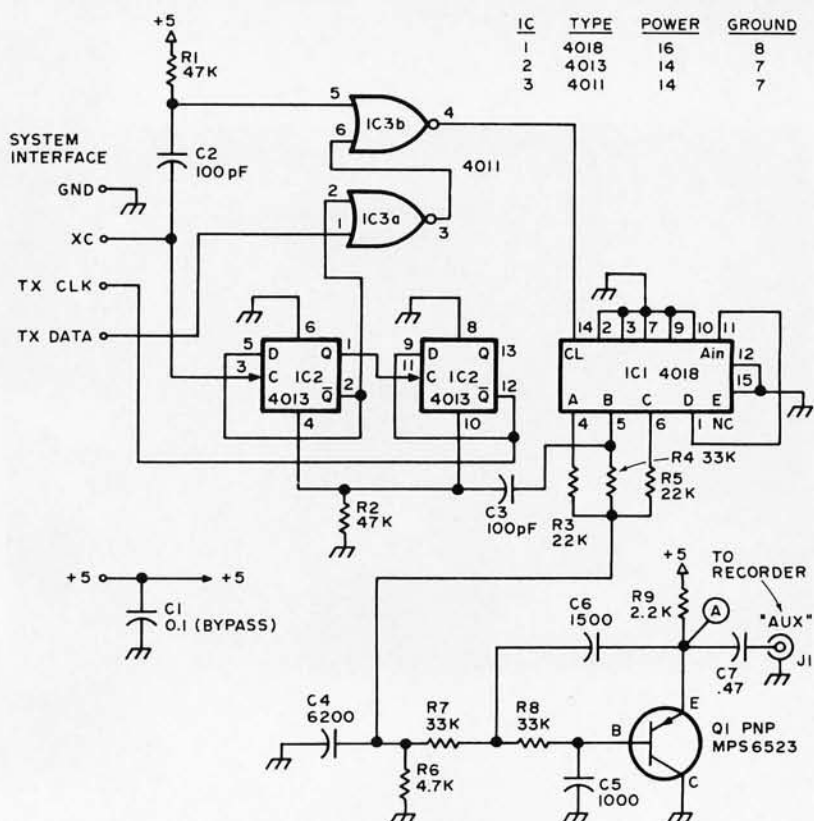 IC TYPE POWER GROUND
1 4018 16 8
2 4013 14 7
3 4011 14 7
+5
R1
47K
5
6
IC3b
4
SYSTEM
INTERFACE
C2
100pF
4011
GND
2
1
IC3a
3
XC
TX CLK
TX DATA
5 D
3 C
6
Q 1
IC2
4013
Q̅ 2
4
9 D
11 C
8
Q 13
IC2
4013
Q̅ 12
10
14 2 3 7 9 10 11
CL
Ain 12
IC1 4018
15
A B C D E
4 5 6 1 NC
R4 33K
R5
22K
R3
22K
R2
47K
C3
100pF
+5
+5
C1
0.1 (BYPASS)
+5
R9
2.2K
A
TO
RECORDER
"AUX"
J1
C6
1500
C7
.47
C4
6200
R7
33K
R8
33K
B
E
C
Q1 PNP
MPS6523
R6
4.7K
C5
1000